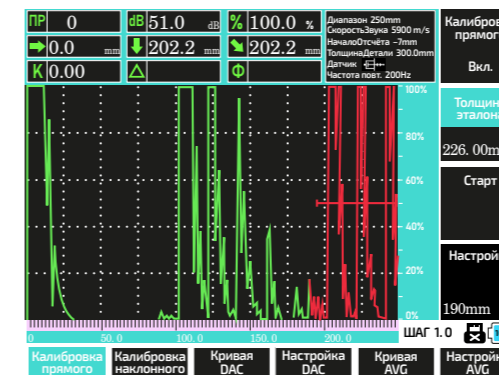 ПР 0 dB 51.0 dB % 100.0 %
0.0 mm 202.2 mm 202.2 mm
K 0.00 Δ Φ
Диапазон 250mm
СкоростьЗвука 5900 m/s
НачалоОтсчёта -7mm
ТолщинаДетали 300.0mm
Датчик
Частота повт. 200Hz
Калибров
прямого
Вкл.
Толщин
эталона
226. 00m
Старт
Настрой
190mm
100%
80%
60%
40%
20%
0%
0 50. 0 100. 0 150. 0 200. 0
ШАГ 1.0
Калибровка
прямого
Калибровка
наклонного
Кривая
DAC
Настройка
DAC
Кривая
AVG
Настройк
AVG